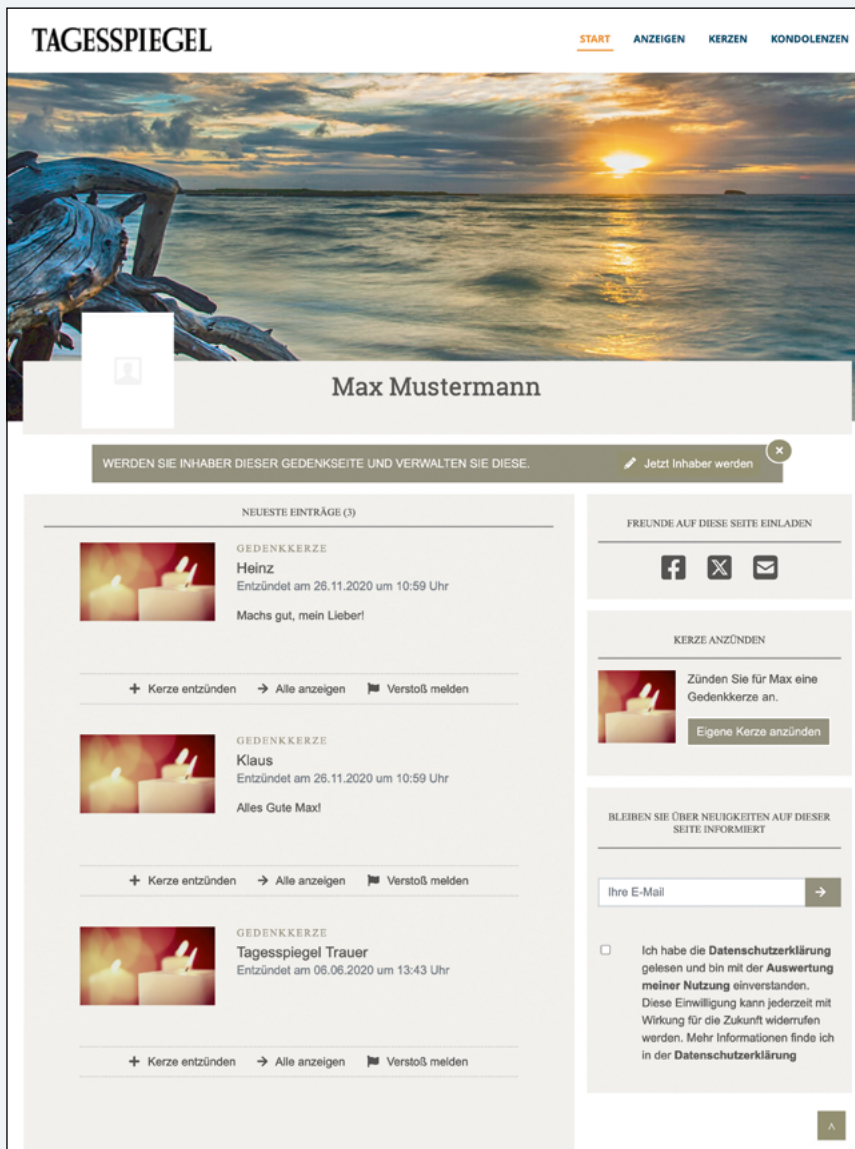 TAGESSPIEGEL
START ANZEIGEN KERZEN KONDOLENZEN
Max Mustermann
WERDEN SIE INHABER DIESER GEDENKSEITE UND VERWALTEN SIE DIESE.
Jetzt Inhaber werden
NEUESTE EINTRÄGE (3)
GEDENKKERZE
Heinz
Entzündet am 26.11.2020 um 10:59 Uhr
Machs gut, mein Lieber!
Kerze entzünden Alle anzeigen Verstoß melden
GEDENKKERZE
Klaus
Entzündet am 26.11.2020 um 10:59 Uhr
Alles Gute Max!
Kerze entzünden Alle anzeigen Verstoß melden
GEDENKKERZE
Tagesspiegel Trauer
Entzündet am 06.06.2020 um 13:43 Uhr
Kerze entzünden Alle anzeigen Verstoß melden
FREUNDE AUF DIESE SEITE EINLADEN
KERZE ANZÜNDEN
Zünden Sie für Max eine
Gedenkkerze an.
Eigene Kerze anzünden
BLEIBEN SIE ÜBER NEUIGKEITEN AUF DIESER
SEITE INFORMIERT
Ihre E-Mail
Ich habe die Datenschutzerklärung
gelesen und bin mit der Auswertung
meiner Nutzung einverstanden.
Diese Einwilligung kann jederzeit mit
Wirkung für die Zukunft widerrufen
werden. Mehr Informationen finde ich
in der Datenschutzerklärung